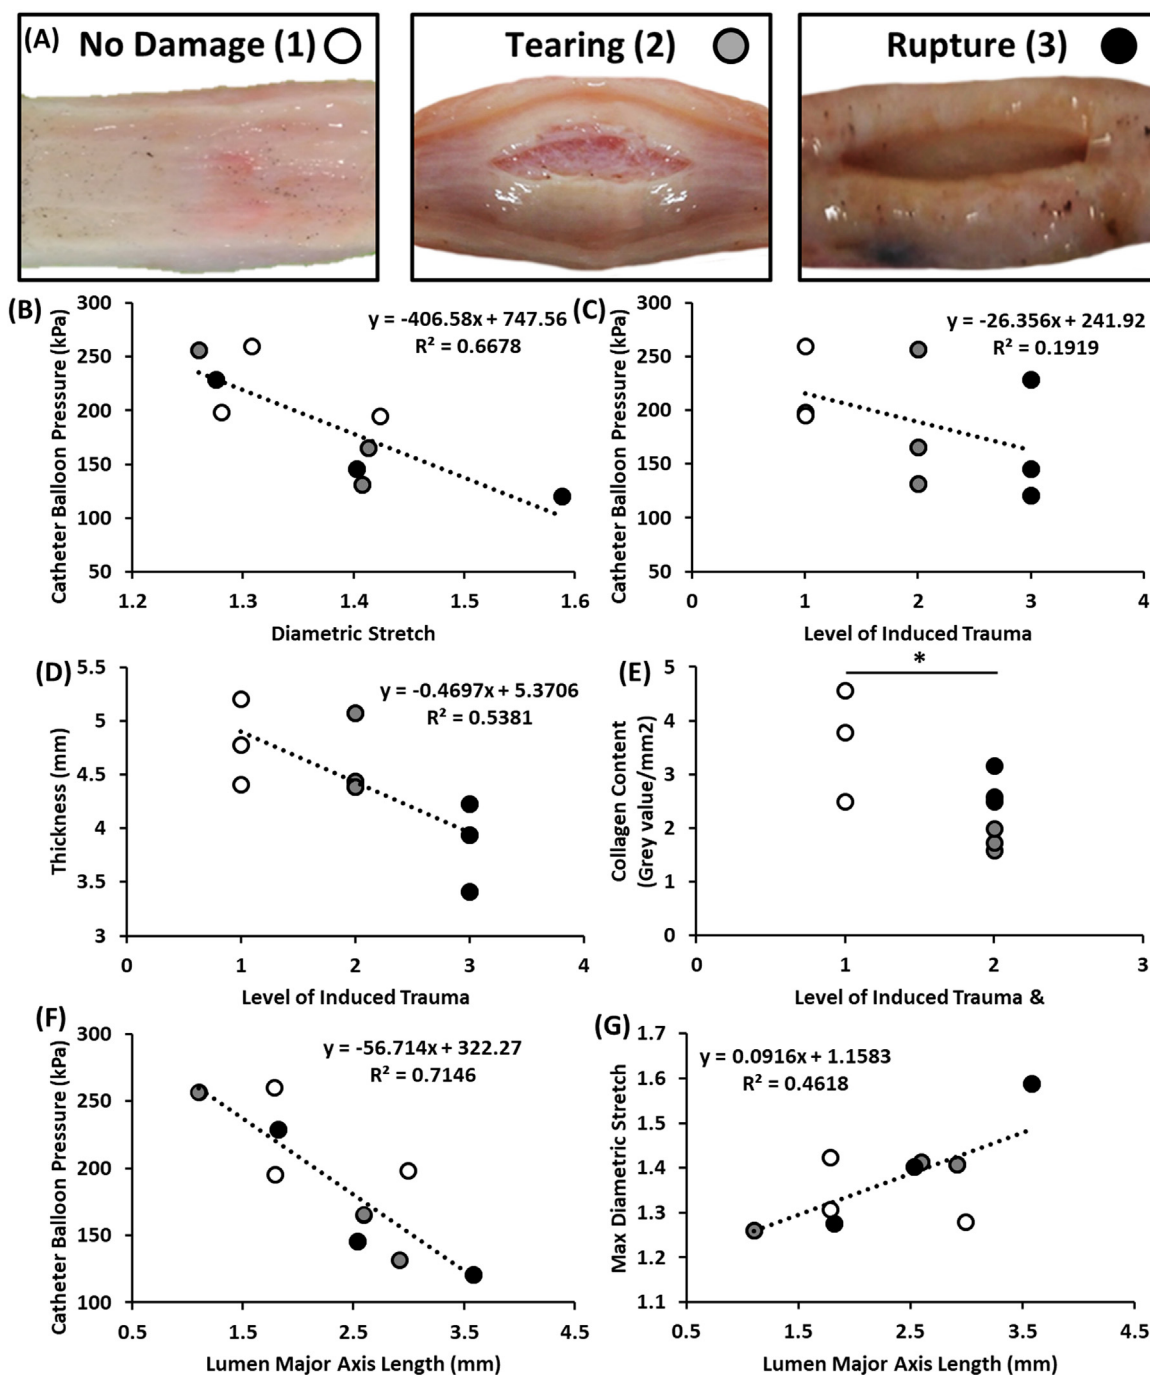 (A) No Damage (1)
Tearing (2)
Rupture (3)
(B)
Catheter Balloon Pressure (kPa)
300
250
200
150
100
50
y = -406.58x + 747.56
R² = 0.6678
1.2 1.3 1.4 1.5 1.6
Diametric Stretch
(C)
Catheter Balloon Pressure (kPa)
300
250
200
150
100
50
y = -26.356x + 241.92
R² = 0.1919
0 1 2 3 4
Level of Induced Trauma
(D)
Thickness (mm)
5.5
5
4.5
4
3.5
3
y = -0.4697x + 5.3706
R² = 0.5381
0 1 2 3 4
Level of Induced Trauma
(E)
Collagen Content
(Grey value/mm2)
5
4
3
2
1
0
*
0 1 2 3
Level of Induced Trauma &
(F)
Catheter Balloon Pressure (kPa)
300
250
200
150
100
y = -56.714x + 322.27
R² = 0.7146
0.5 1.5 2.5 3.5 4.5
Lumen Major Axis Length (mm)
(G)
Max Diametric Stretch
1.7
1.6
1.5
1.4
1.3
1.2
1.1
y = 0.0916x + 1.1583
R² = 0.4618
0.5 1.5 2.5 3.5 4.5
Lumen Major Axis Length (mm)